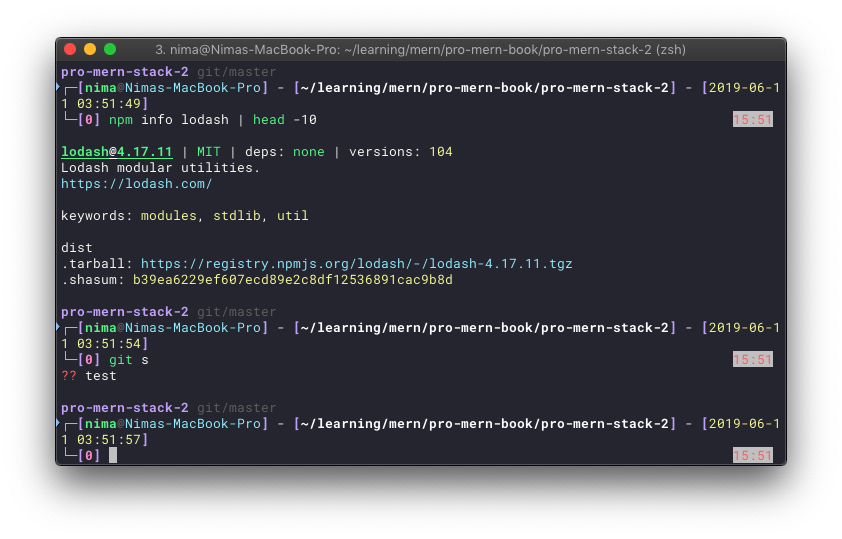 3. nima@Nimas-MacBook-Pro: ~/learning/mern/pro-mern-book/pro-mern-stack-2 (zsh)
pro-mern-stack-2 git/master
┌─[nima@Nimas-MacBook-Pro] - [~/learning/mern/pro-mern-book/pro-mern-stack-2] - [2019-06-1
1 03:51:49]
└─[0] npm info lodash | head -10 15:51
lodash@4.17.11 | MIT | deps: none | versions: 104
Lodash modular utilities.
https://lodash.com/
keywords: modules, stdlib, util
dist
.tarball: https://registry.npmjs.org/lodash/-/lodash-4.17.11.tgz
.shasum: b39ea6229ef607ecd89e2c8df12536891cac9b8d
pro-mern-stack-2 git/master
┌─[nima@Nimas-MacBook-Pro] - [~/learning/mern/pro-mern-book/pro-mern-stack-2] - [2019-06-1
1 03:51:54]
└─[0] git s 15:51
?? test
pro-mern-stack-2 git/master
┌─[nima@Nimas-MacBook-Pro] - [~/learning/mern/pro-mern-book/pro-mern-stack-2] - [2019-06-1
1 03:51:57]
└─[0] 15:51